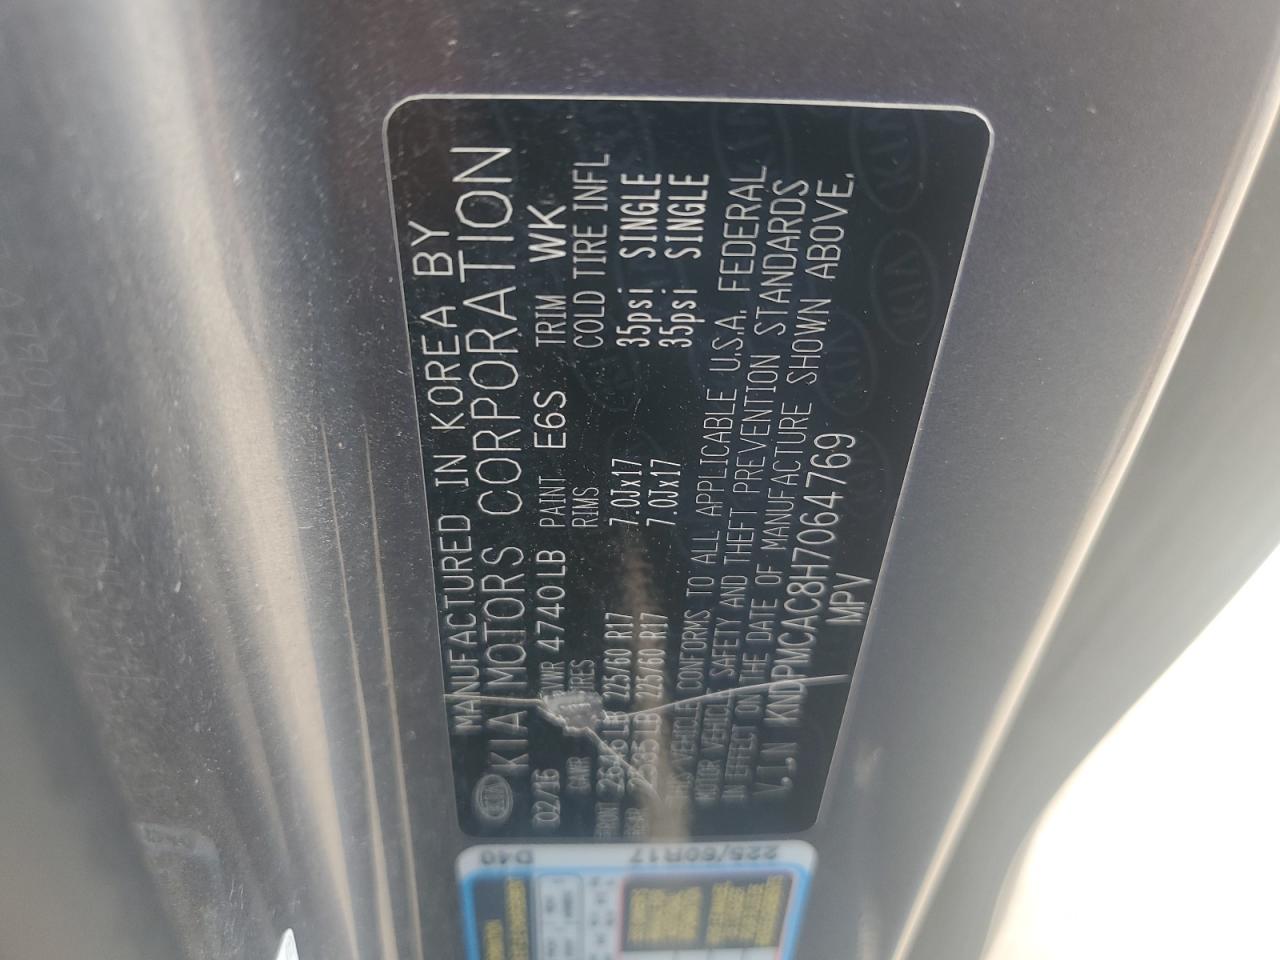 MANUFACTURED IN KOREA BY
KIA KIA MOTORS CORPORATION
02/16 GVWR 4740LB PAINT E6S TRIM WK
GAWR TIRES RIMS COLD TIRE INFL
FRONT LB 225/60 R17 7.0Jx17 35psi SINGLE
REAR LB 225/60 R17 7.0Jx17 35psi SINGLE
THIS VEHICLE CONFORMS TO ALL APPLICABLE U.S.A. FEDERAL
MOTOR VEHICLE SAFETY AND THEFT PREVENTION STANDARDS
IN EFFECT ON THE DATE OF MANUFACTURE SHOWN ABOVE.
V.I.N KNDPMCAC8H7064769
MPV
D40
225/60R17